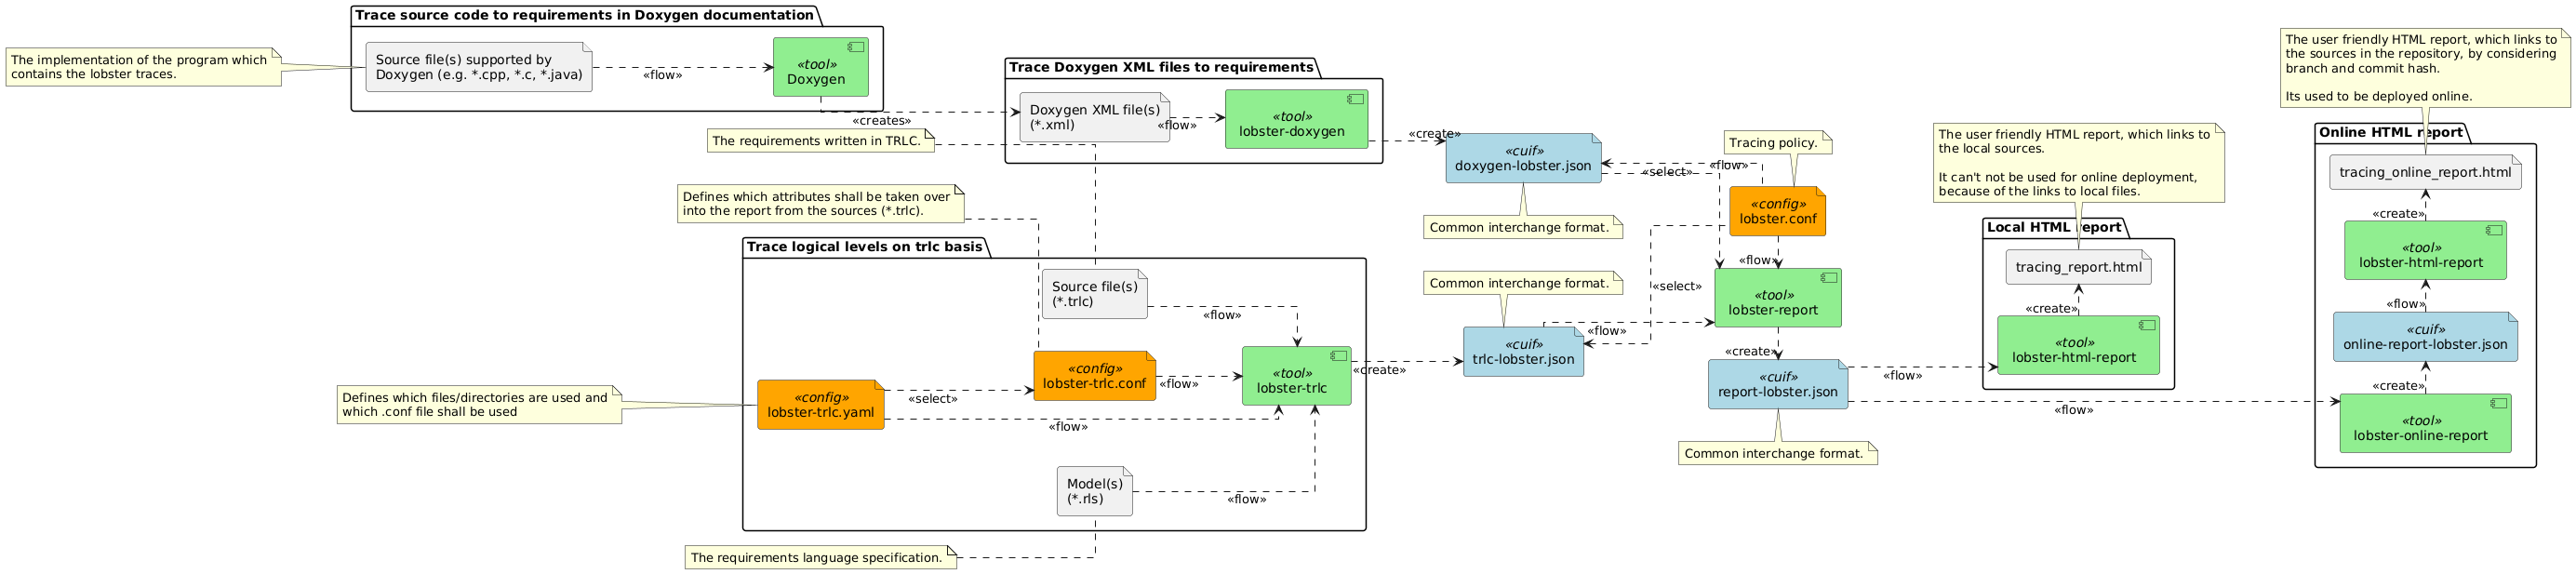 Trace source code to requirements in Doxygen documentation
The implementation of the program which
contains the lobster traces.
Source file(s) supported by
Doxygen (e.g. *.cpp, *.c, *.java)
«flow»
«tool»
Doxygen
«creates»
Trace Doxygen XML files to requirements
Doxygen XML file(s)
(*.xml)
«flow»
«tool»
lobster-doxygen
«create»
The requirements written in TRLC.
Defines which attributes shall be taken over
into the report from the sources (*.trlc).
Trace logical levels on trlc basis
Source file(s)
(*.trlc)
«flow»
«config»
lobster-trlc.conf
«flow»
«tool»
lobster-trlc
«create»
Defines which files/directories are used and
which .conf file shall be used
«config»
lobster-trlc.yaml
«select»
«flow»
Model(s)
(*.rls)
«flow»
The requirements language specification.
«cuif»
doxygen-lobster.json
Common interchange format.
Common interchange format.
«cuif»
trlc-lobster.json
«flow»
«select»
«flow»
«select»
Tracing policy.
«config»
lobster.conf
«flow»
«tool»
lobster-report
«create»
«cuif»
report-lobster.json
Common interchange format.
«flow»
«flow»
The user friendly HTML report, which links to
the local sources.
It can't not be used for online deployment,
because of the links to local files.
Local HTML report
tracing_report.html
«create»
«tool»
lobster-html-report
The user friendly HTML report, which links to
the sources in the repository, by considering
branch and commit hash.
Its used to be deployed online.
Online HTML report
tracing_online_report.html
«create»
«tool»
lobster-html-report
«flow»
«cuif»
online-report-lobster.json
«create»
«tool»
lobster-online-report